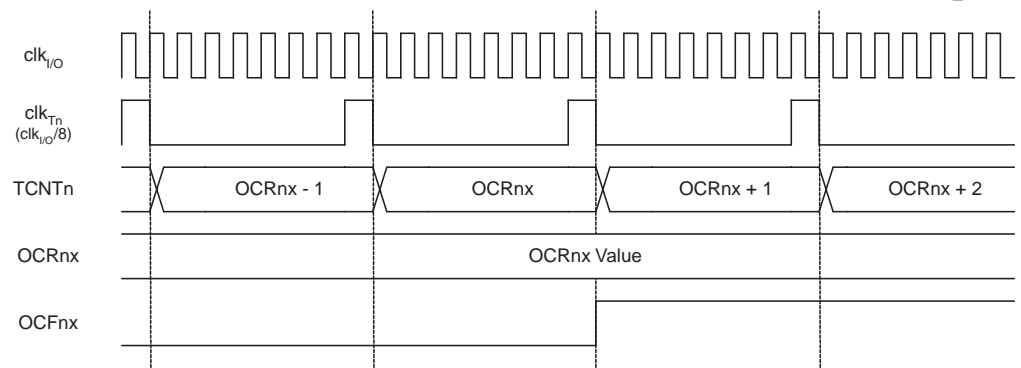 clkI/O
clkTn
(clkI/O/8)
TCNTn
OCRnx - 1
OCRnx
OCRnx + 1
OCRnx + 2
OCRnx
OCRnx Value
OCFnx